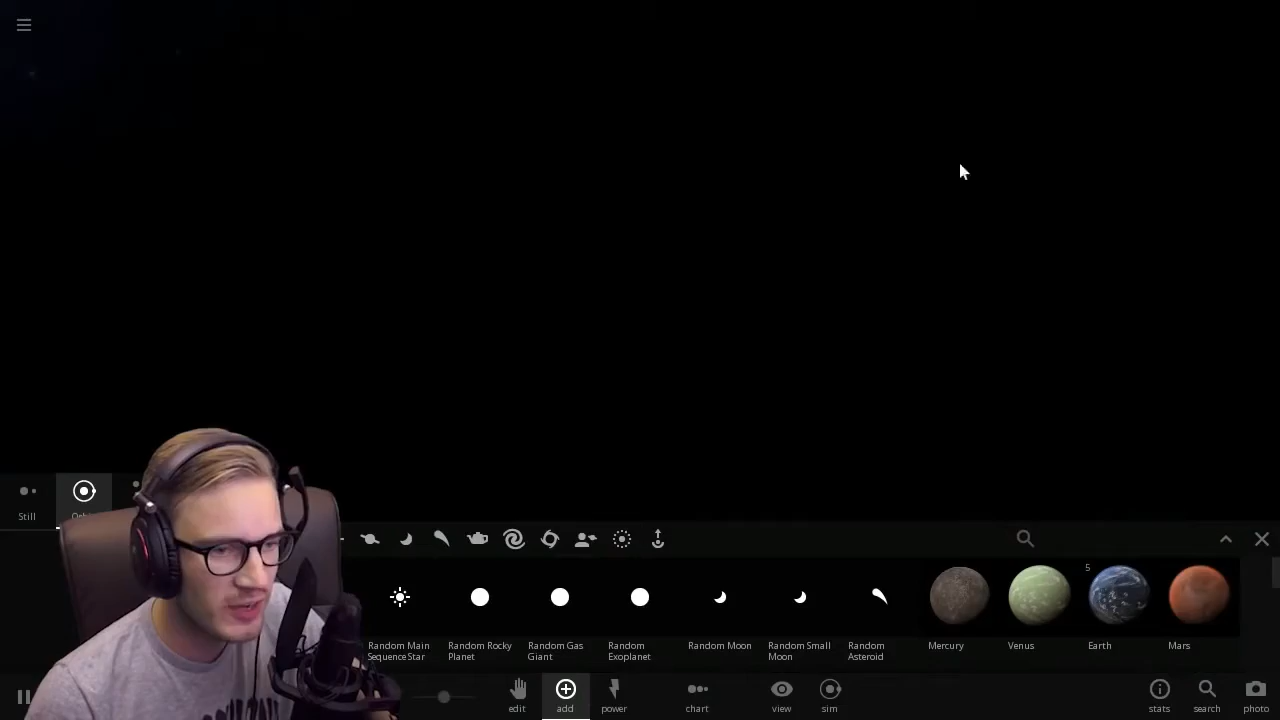 Still
5
Random Main
Sequence Star
Random Rocky
Planet
Random Gas
Giant
Random
Exoplanet
Random Moon
Random Small
Moon
Random
Asteroid
Mercury
Venus
Earth
Mars
edit
add
power
chart
view
sim
stats
search
photo